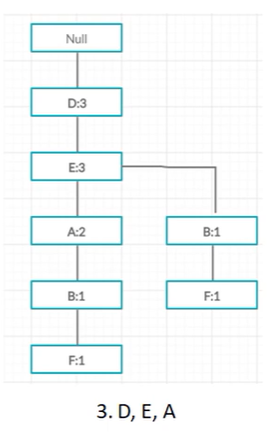 Null
D:3
E:3
A:2
B:1
B:1
F:1
F:1
3. D, E, A